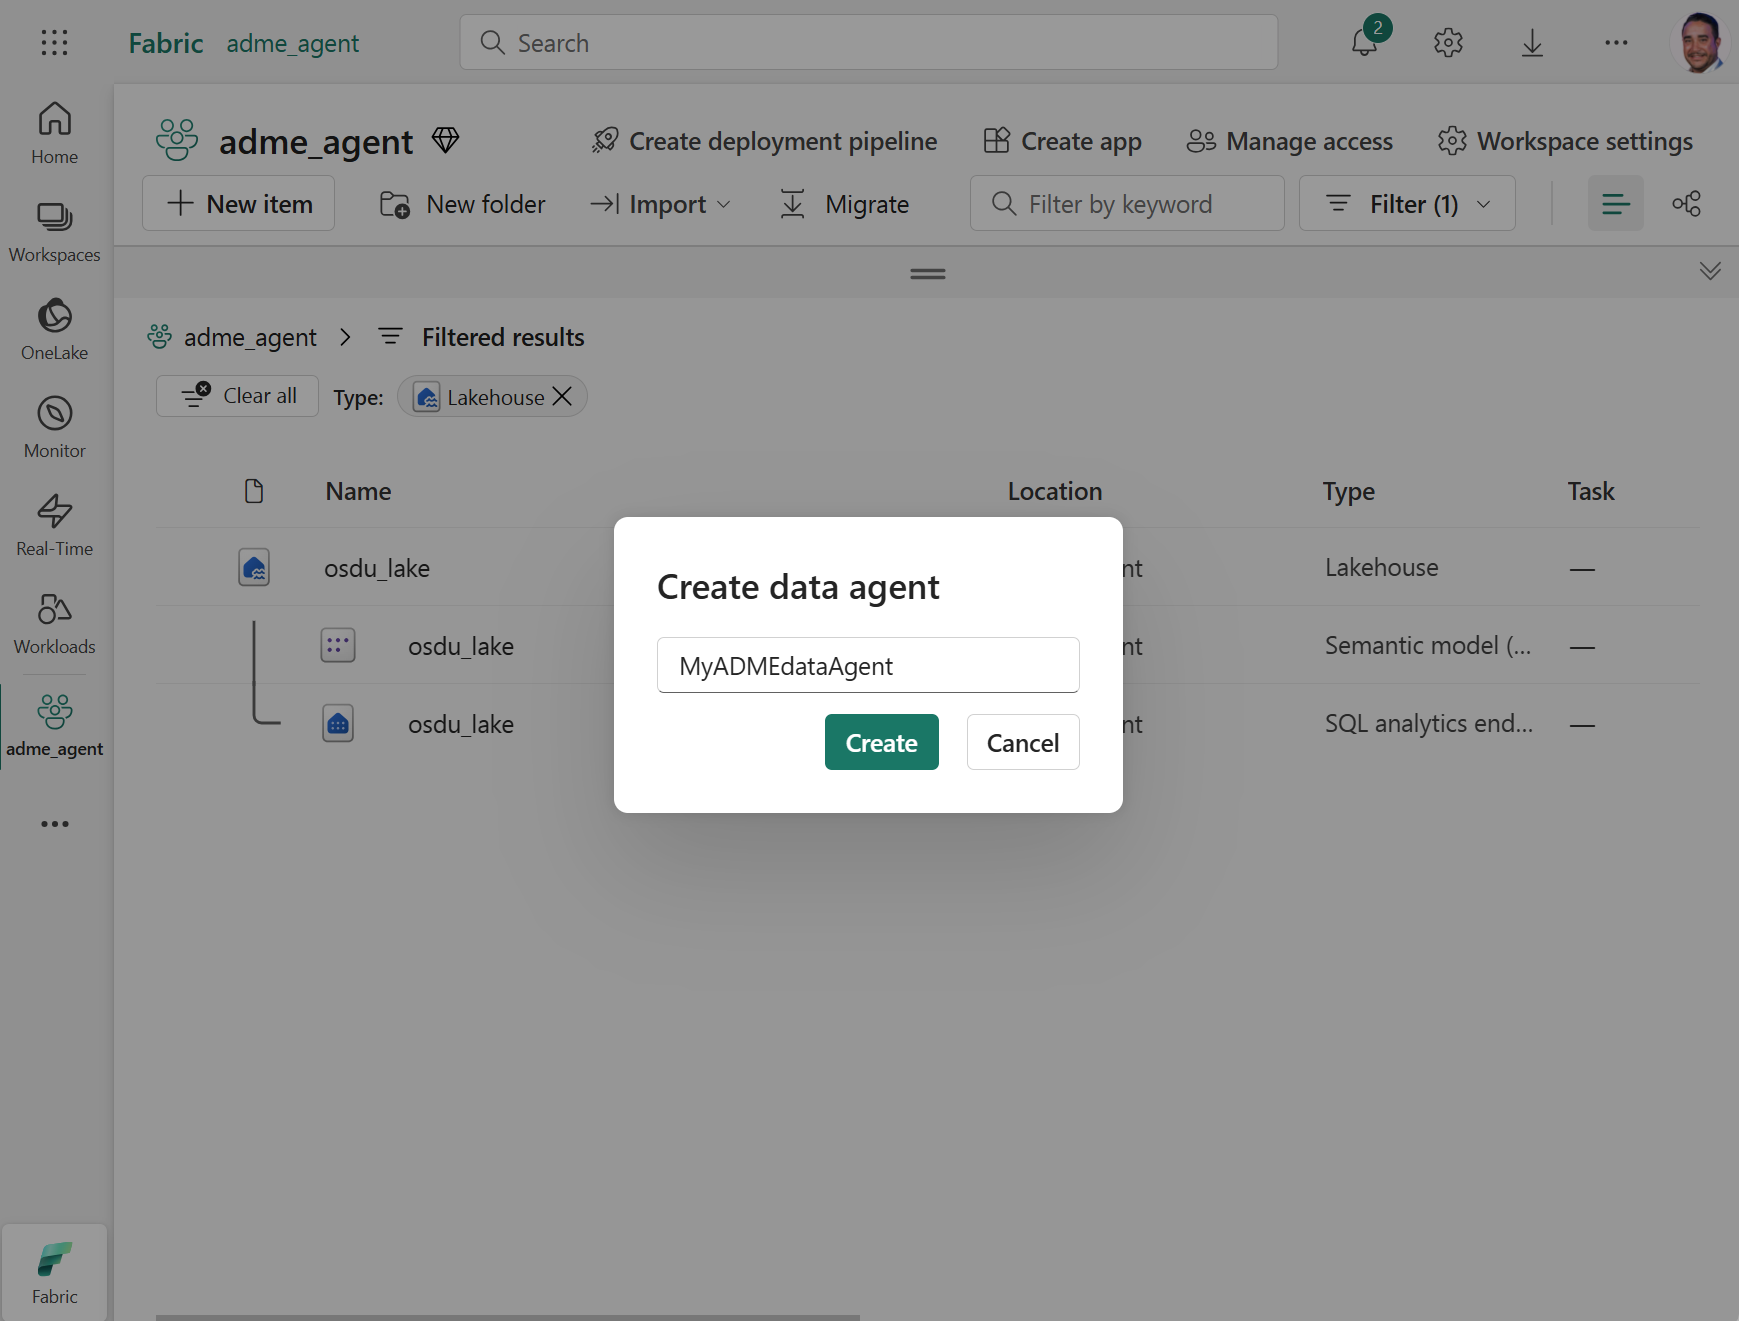 Fabric adme_agent
Search
2
Home
Workspaces
OneLake
Monitor
Real-Time
Workloads
adme_agent
Fabric
adme_agent
Create deployment pipeline
Create app
Manage access
Workspace settings
New item
New folder
Import
Migrate
Filter by keyword
Filter (1)
adme_agent > Filtered results
Clear all
Type:
Lakehouse
Name Location Type Task
osdu_lake nt Lakehouse —
osdu_lake nt Semantic model (... —
osdu_lake nt SQL analytics end... —
Create data agent
MyADMEdataAgent
Create
Cancel